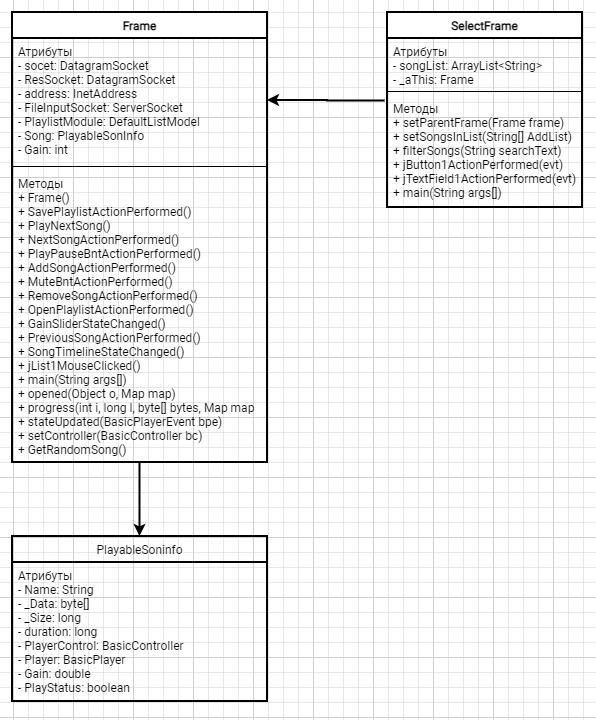 Frame
Атрибуты
- socet: DatagramSocket
- ResSocket: DatagramSocket
- address: InetAddress
- FileInputSocket: ServerSocket
- PlaylistModule: DefaultListModel
- Song: PlayableSonInfo
- Gain: int
Методы
+ Frame()
+ SavePlaylistActionPerformed()
+ PlayNextSong()
+ NextSongActionPerformed()
+ PlayPauseBntActionPerformed()
+ AddSongActionPerformed()
+ MuteBntActionPerformed()
+ RemoveSongActionPerformed()
+ OpenPlaylistActionPerformed()
+ GainSliderStateChanged()
+ PreviousSongActionPerformed()
+ SongTimelineStateChanged()
+ jList1MouseClicked()
+ main(String args[])
+ opened(Object o, Map map)
+ progress(int i, long l, byte[] bytes, Map map
+ stateUpdated(BasicPlayerEvent bpe)
+ setController(BasicController bc)
+ GetRandomSong()
SelectFrame
Атрибуты
- songList: ArrayList<String>
- _aThis: Frame
Методы
+ setParentFrame(Frame frame)
+ setSongsInList(String[] AddList)
+ filterSongs(String searchText)
+ jButton1ActionPerformed(evt)
+ jTextField1ActionPerformed(evt)
+ main(String args[])
PlayableSoninfo
Атрибуты
- Name: String
- _Data: byte[]
- _Size: long
- duration: long
- PlayerControl: BasicController
- Player: BasicPlayer
- Gain: double
- PlayStatus: boolean